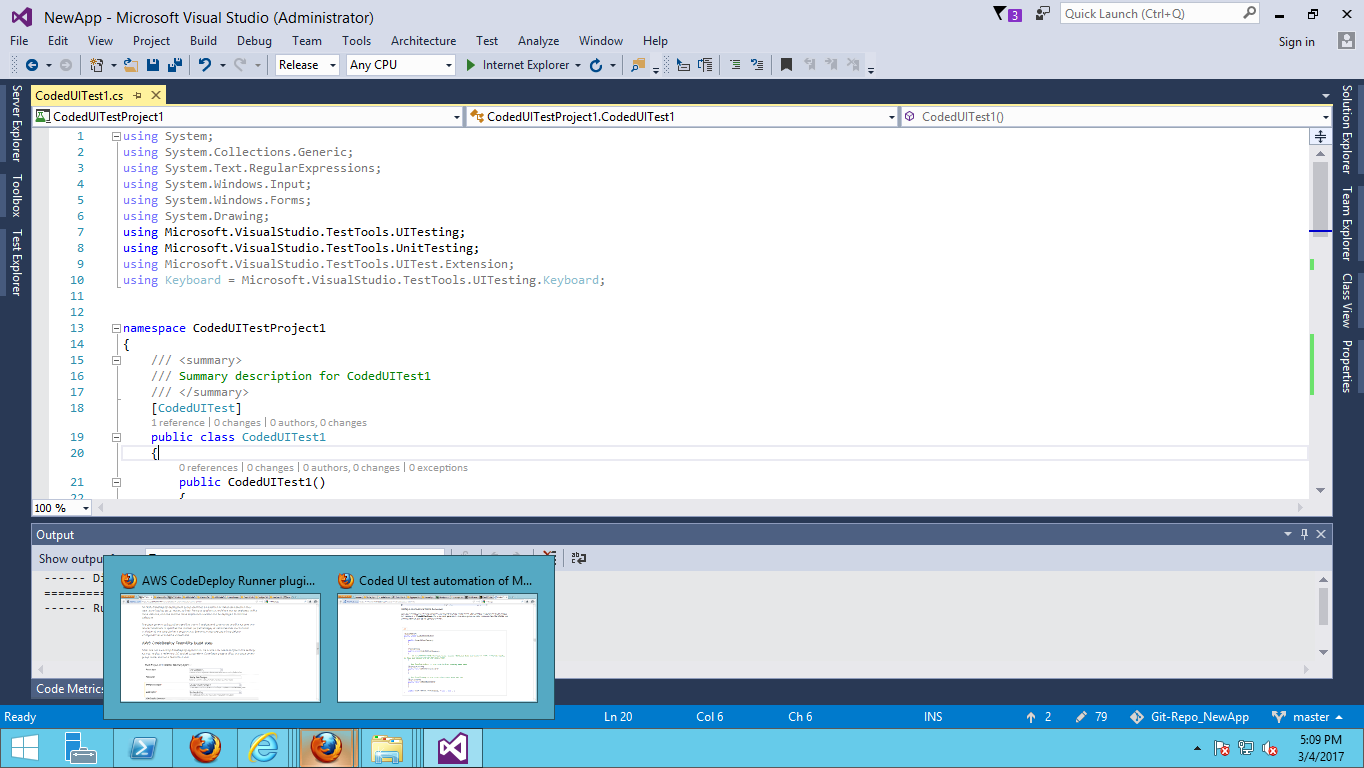 NewApp - Microsoft Visual Studio (Administrator)
3
Quick Launch (Ctrl+Q)
File Edit View Project Build Debug Team Tools Architecture Test Analyze Window Help
Sign in
Release Any CPU Internet Explorer
Server Explorer
Toolbox
Test Explorer
CodedUITest1.cs
CodedUITestProject1 CodedUITestProject1.CodedUITest1 CodedUITest1()
1 using System;
2 using System.Collections.Generic;
3 using System.Text.RegularExpressions;
4 using System.Windows.Input;
5 using System.Windows.Forms;
6 using System.Drawing;
7 using Microsoft.VisualStudio.TestTools.UITesting;
8 using Microsoft.VisualStudio.TestTools.UnitTesting;
9 using Microsoft.VisualStudio.TestTools.UITest.Extension;
10 using Keyboard = Microsoft.VisualStudio.TestTools.UITesting.Keyboard;
11
12
13 namespace CodedUITestProject1
14 {
15 /// <summary>
16 /// Summary description for CodedUITest1
17 /// </summary>
18 [CodedUITest]
1 reference | 0 changes | 0 authors, 0 changes
19 public class CodedUITest1
20 {
0 references | 0 changes | 0 authors, 0 changes | 0 exceptions
21 public CodedUITest1()
22 {
Solution Explorer
Team Explorer
Class View
Properties
100 %
Output
Show output
------ Di
------ Ru
AWS CodeDeploy Runner plugi... Coded UI test automation of M...
Code Metrics
Ready Ln 20 Col 6 Ch 6 INS 2 79 Git-Repo_NewApp master
5:09 PM
3/4/2017